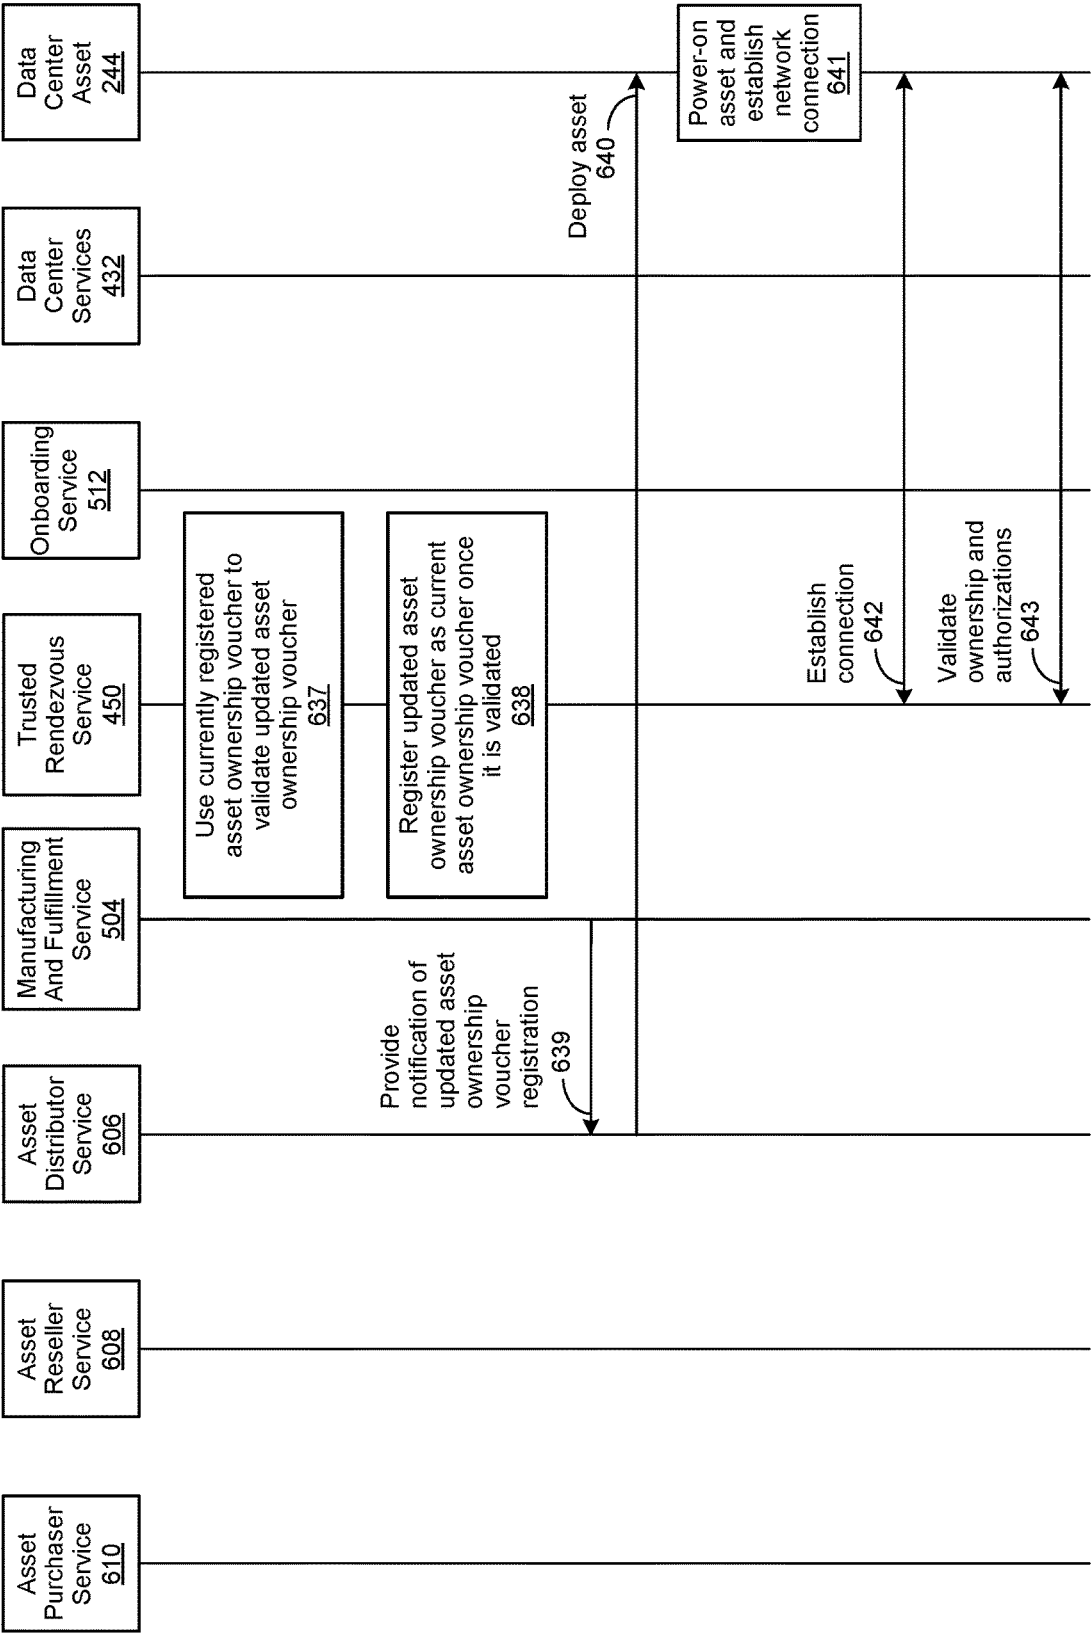 Asset
Purchaser
Service
610
Asset
Reseller
Service
608
Asset
Distributor
Service
606
Manufacturing
And Fulfillment
Service
504
Trusted
Rendezvous
Service
450
Onboarding
Service
512
Data
Center
Services
432
Data
Center
Asset
244
Use currently registered
asset ownership voucher to
validate updated asset
ownership voucher
637
Register updated asset
ownership voucher as current
asset ownership voucher once
it is validated
638
Provide
notification of
updated asset
ownership
voucher
registration
639
Deploy asset
640
Power-on
asset and
establish
network
connection
641
Establish
connection
642
Validate
ownership and
authorizations
643